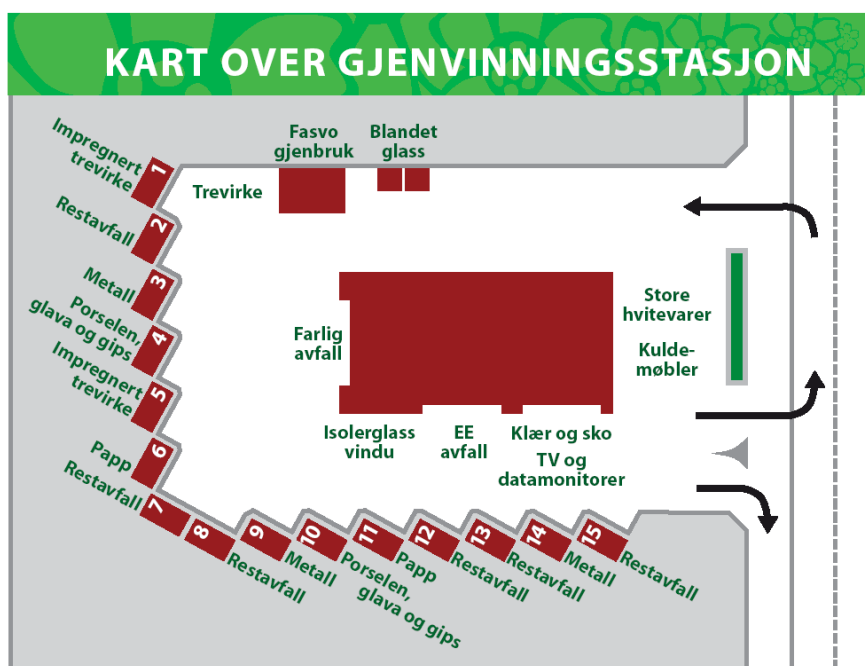 KART OVER GJENVINNINGSSTASJON
Fasvo
gjenbruk
Blandet
glass
Trevirke
Impregnert
trevirke
1
Restavfall
2
Metall
3
Porselen,
glava og gips
4
Impregnert
trevirke
5
Papp
6
Restavfall
7
Farlig
avfall
Store
hvitevarer
Kulde-
møbler
Isolerglass
vindu
EE
avfall
Klær og sko
TV og
datamonitorer
8
Restavfall
9
Metall
10
Porselen,
glava og gips
11
Papp
12
Restavfall
13
Restavfall
14
Metall
15
Restavfall